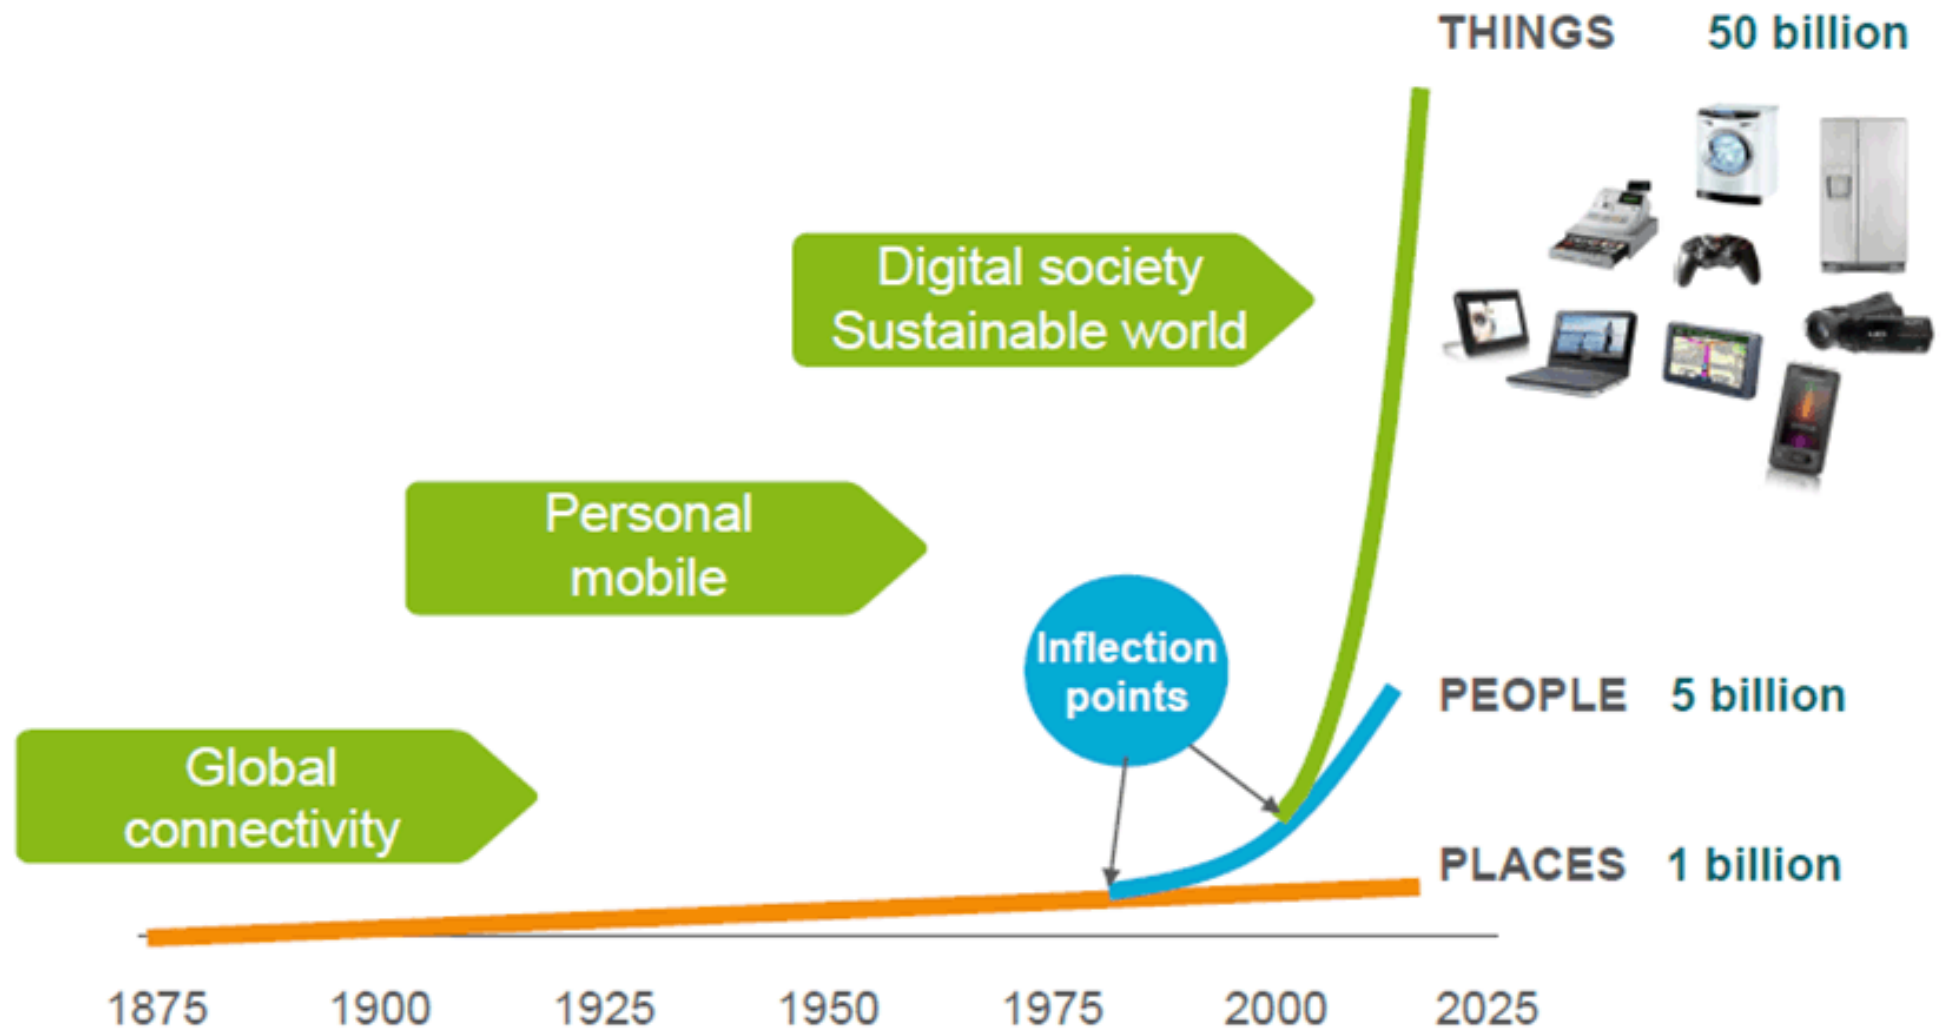 THINGS 50 billion
Digital society
Sustainable world
Personal
mobile
Inflection
points
PEOPLE 5 billion
Global
connectivity
PLACES 1 billion
1875 1900 1925 1950 1975 2000 2025